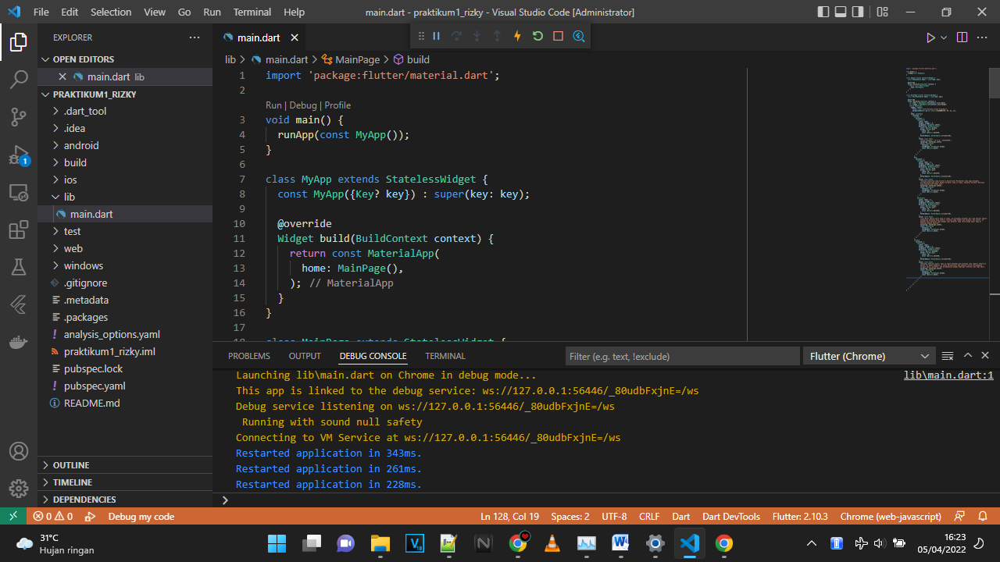 File Edit Selection View Go Run Terminal Help
main.dart - praktikum1_rizky - Visual Studio Code [Administrator]
EXPLORER
OPEN EDITORS
main.dart lib
PRAKTIKUM1_RIZKY
.dart_tool
.idea
android
build
ios
lib
main.dart
test
web
windows
.gitignore
.metadata
.packages
analysis_options.yaml
praktikum1_rizky.iml
pubspec.lock
pubspec.yaml
README.md
OUTLINE
TIMELINE
DEPENDENCIES
1
main.dart
lib > main.dart > MainPage > build
1 import 'package:flutter/material.dart';
2
Run | Debug | Profile
3 void main() {
4 runApp(const MyApp());
5 }
6
7 class MyApp extends StatelessWidget {
8 const MyApp({Key? key}) : super(key: key);
9
10 @override
11 Widget build(BuildContext context) {
12 return const MaterialApp(
13 home: MainPage(),
14 ); // MaterialApp
15 }
16 }
17
18 class MainPage extends StatelessWidget {
PROBLEMS OUTPUT DEBUG CONSOLE TERMINAL
Filter (e.g. text, !exclude)
Flutter (Chrome)
Launching lib\main.dart on Chrome in debug mode...
lib\main.dart:1
This app is linked to the debug service: ws://127.0.0.1:56446/_80udbFxjnE=/ws
Debug service listening on ws://127.0.0.1:56446/_80udbFxjnE=/ws
Running with sound null safety
Connecting to VM Service at ws://127.0.0.1:56446/_80udbFxjnE=/ws
Restarted application in 343ms.
Restarted application in 261ms.
Restarted application in 228ms.
0 0 Debug my code
Ln 128, Col 19 Spaces: 2 UTF-8 CRLF Dart Dart DevTools Flutter: 2.10.3 Chrome (web-javascript)
31°C
Hujan ringan
16:23
05/04/2022